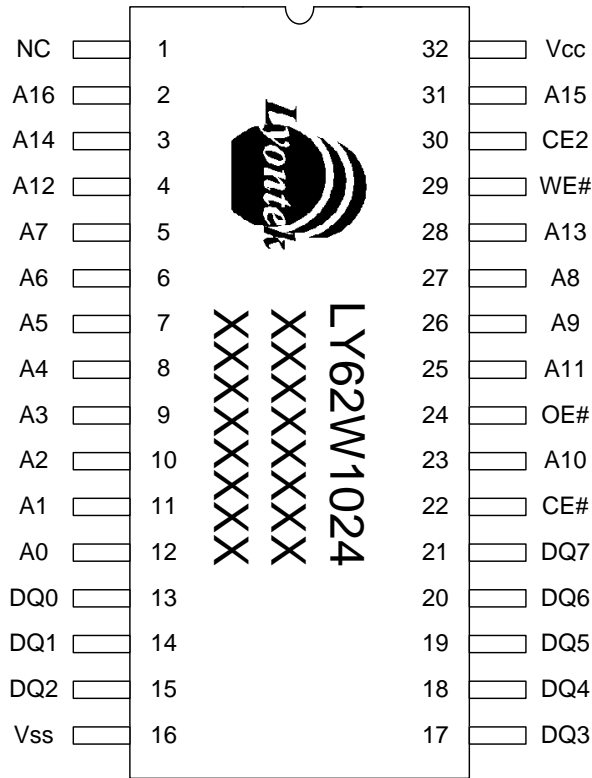 NC 1 32 Vcc
A16 2 31 A15
A14 3 30 CE2
A12 4 29 WE#
A7 5 28 A13
A6 6 27 A8
A5 7 26 A9
A4 8 25 A11
A3 9 24 OE#
A2 10 23 A10
A1 11 22 CE#
A0 12 21 DQ7
DQ0 13 20 DQ6
DQ1 14 19 DQ5
DQ2 15 18 DQ4
Vss 16 17 DQ3
Lyontek
LY62W1024
XXXXXXXX
XXXXXXXX